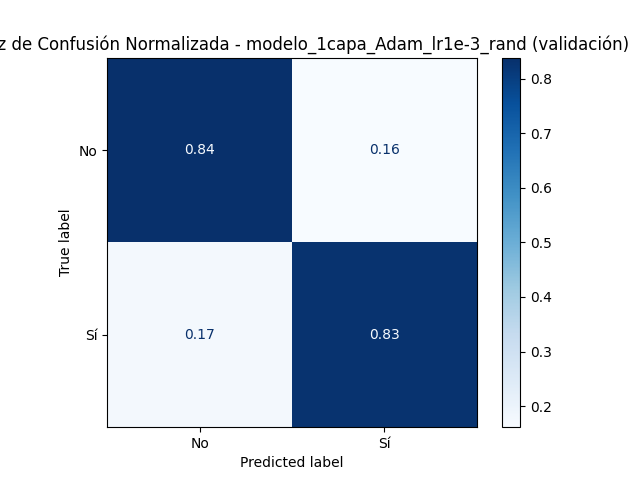 z de Confusión Normalizada - modelo_1capa_Adam_lr1e-3_rand (validación)
No
0.84
0.16
Sí
0.17
0.83
No
Sí
True label
Predicted label
0.8
0.7
0.6
0.5
0.4
0.3
0.2